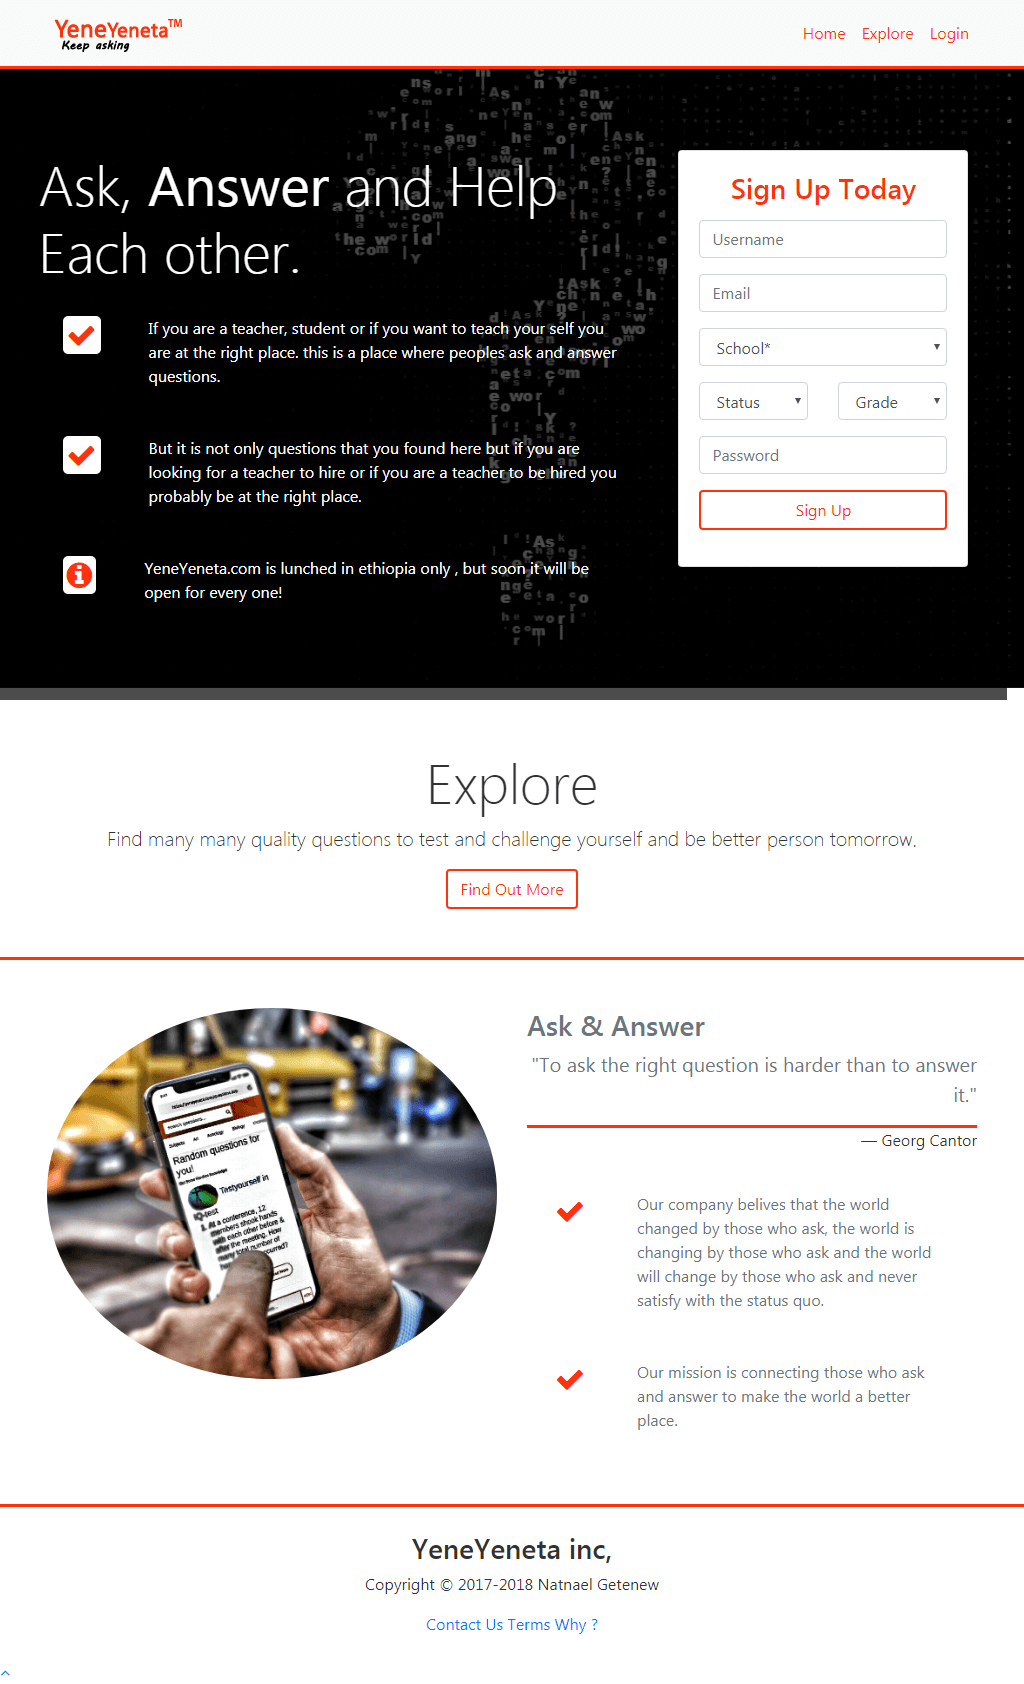 YeneYeneta™
Keep asking
Home Explore Login
Ask, Answer and Help
Each other.
If you are a teacher, student or if you want to teach your self you
are at the right place. this is a place where peoples ask and answer
questions.
But it is not only questions that you found here but if you are
looking for a teacher to hire or if you are a teacher to be hired you
probably be at the right place.
YeneYeneta.com is lunched in ethiopia only , but soon it will be
open for every one!
Sign Up Today
Username
Email
School*
Status Grade
Password
Sign Up
Explore
Find many many quality questions to test and challenge yourself and be better person tomorrow.
Find Out More
Random questions for
you!
Testyourself in
IQ-test
1. At a conference, 12
members shook hands
with each other before &
after the meeting. How
many total number of
Ask & Answer
"To ask the right question is harder than to answer
it."
— Georg Cantor
Our company belives that the world
changed by those who ask, the world is
changing by those who ask and the world
will change by those who ask and never
satisfy with the status quo.
Our mission is connecting those who ask
and answer to make the world a better
place.
YeneYeneta inc,
Copyright © 2017-2018 Natnael Getenew
Contact Us Terms Why ?